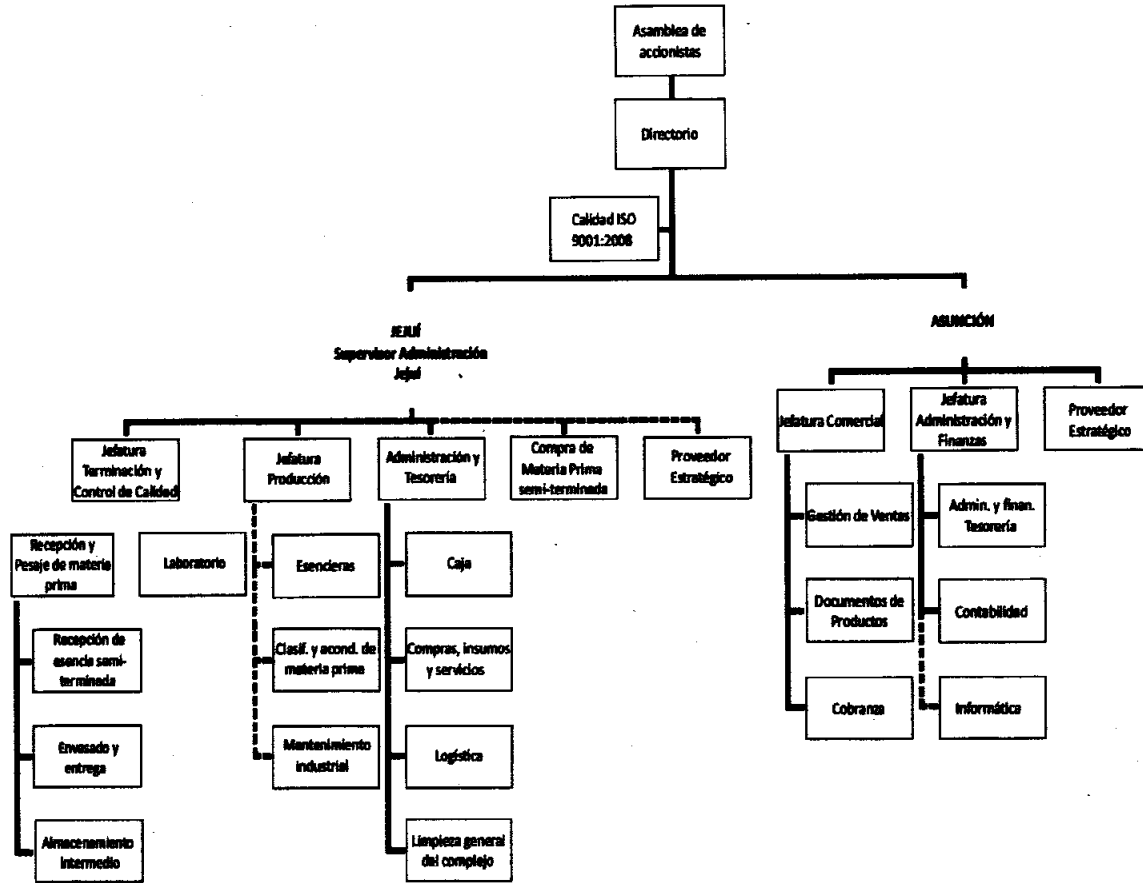 Asamblea de
accionistas
Directorio
Calidad ISO
9001:2008
JEJUÍ
Supervisor Administración
Jejuí
ASUNCIÓN
Jefatura
Terminación y
Control de Calidad
Jefatura
Producción
Administración y
Tesorería
Compra de
Materia Prima
semi-terminada
Proveedor
Estratégico
Jefatura Comercial
Jefatura
Administración y
Finanzas
Proveedor
Estratégico
Recepción y
Pesaje de materia
prima
Laboratorio
Esencieras
Caja
Gestión de Ventas
Admin. y finan.
Tesorería
Recepción de
esencia semi-
terminada
Clasif. y acond. de
materia prima
Compras, insumos
y servicios
Documentos de
Productos
Contabilidad
Envasado y
entrega
Mantenimiento
industrial
Logística
Cobranza
Informática
Almacenamiento
intermedio
Limpieza general
del complejo